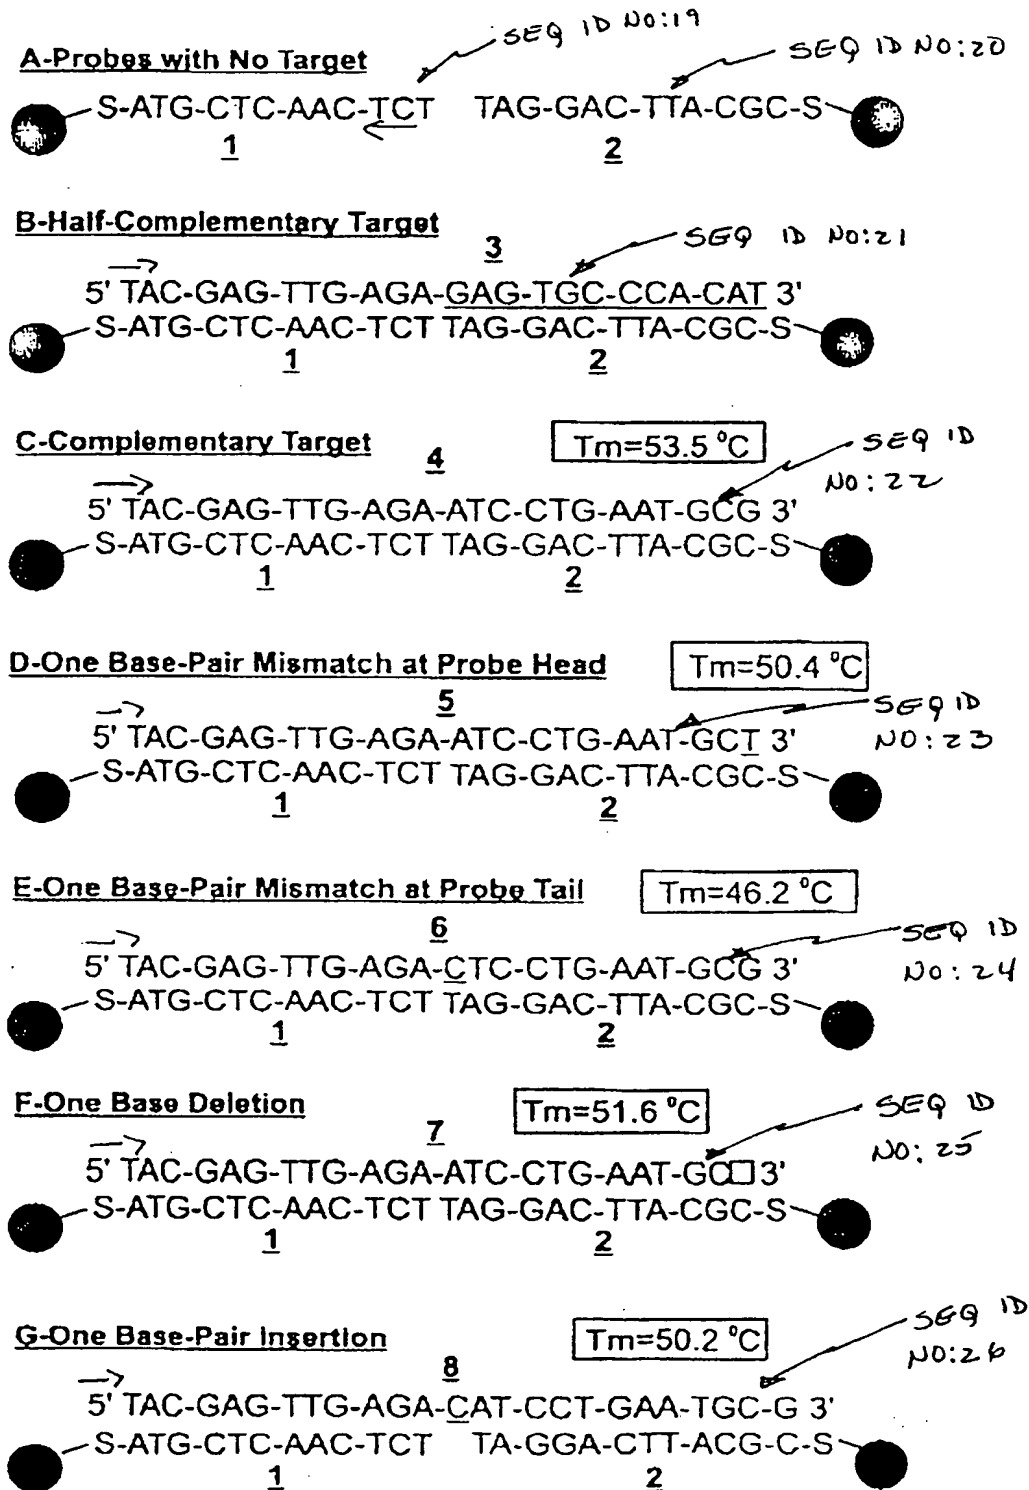 SEQ ID NO:19
SEQ ID NO:20
A-Probes with No Target
S-ATG-CTC-AAC-TCT TAG-GAC-TTA-CGC-S
1 2
B-Half-Complementary Target
3
SEQ ID NO:21
5' TAC-GAG-TTG-AGA-GAG-TGC-CCA-CAT 3'
S-ATG-CTC-AAC-TCT TAG-GAC-TTA-CGC-S
1 2
C-Complementary Target
4
Tm=53.5 °C
SEQ ID
NO:22
5' TAC-GAG-TTG-AGA-ATC-CTG-AAT-GCG 3'
S-ATG-CTC-AAC-TCT TAG-GAC-TTA-CGC-S
1 2
D-One Base-Pair Mismatch at Probe Head
5
Tm=50.4 °C
SEQ ID
NO:23
5' TAC-GAG-TTG-AGA-ATC-CTG-AAT-GCT 3'
S-ATG-CTC-AAC-TCT TAG-GAC-TTA-CGC-S
1 2
E-One Base-Pair Mismatch at Probe Tail
6
Tm=46.2 °C
SEQ ID
NO:24
5' TAC-GAG-TTG-AGA-CTC-CTG-AAT-GCG 3'
S-ATG-CTC-AAC-TCT TAG-GAC-TTA-CGC-S
1 2
F-One Base Deletion
7
Tm=51.6 °C
SEQ ID
NO:25
5' TAC-GAG-TTG-AGA-ATC-CTG-AAT-GC□ 3'
S-ATG-CTC-AAC-TCT TAG-GAC-TTA-CGC-S
1 2
G-One Base-Pair Insertion
8
Tm=50.2 °C
SEQ ID
NO:26
5' TAC-GAG-TTG-AGA-CAT-CCT-GAA-TGC-G 3'
S-ATG-CTC-AAC-TCT TA-GGA-CTT-ACG-C-S
1 2